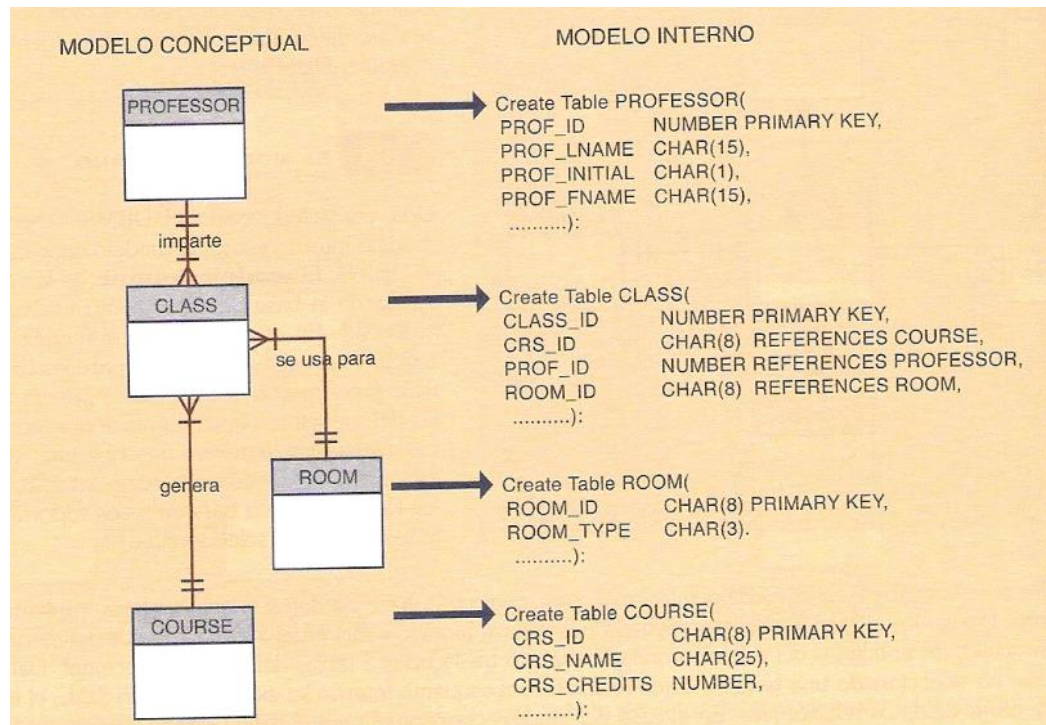 MODELO CONCEPTUAL
MODELO INTERNO
PROFESSOR
imparte
CLASS
se usa para
genera
ROOM
COURSE
Create Table PROFESSOR(
PROF_ID NUMBER PRIMARY KEY,
PROF_LNAME CHAR(15),
PROF_INITIAL CHAR(1),
PROF_FNAME CHAR(15),
..........):
Create Table CLASS(
CLASS_ID NUMBER PRIMARY KEY,
CRS_ID CHAR(8) REFERENCES COURSE,
PROF_ID NUMBER REFERENCES PROFESSOR,
ROOM_ID CHAR(8) REFERENCES ROOM,
..........):
Create Table ROOM(
ROOM_ID CHAR(8) PRIMARY KEY,
ROOM_TYPE CHAR(3).
..........):
Create Table COURSE(
CRS_ID CHAR(8) PRIMARY KEY,
CRS_NAME CHAR(25),
CRS_CREDITS NUMBER,
..........):